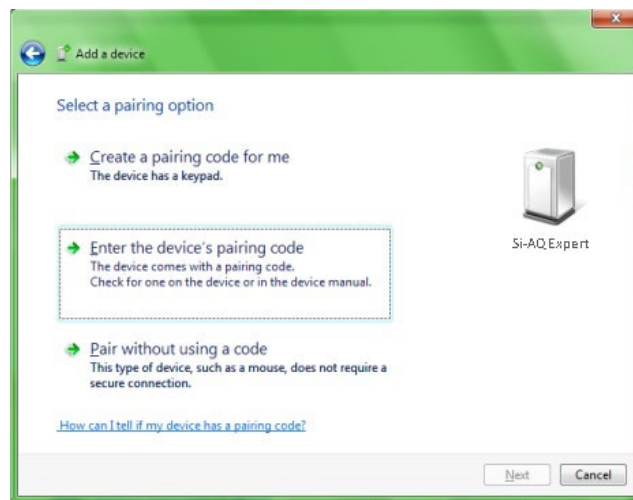 Add a device
Select a pairing option
Create a pairing code for me
The device has a keypad.
Si-AQ Expert
Enter the device's pairing code
The device comes with a pairing code.
Check for one on the device or in the device manual.
Pair without using a code
This type of device, such as a mouse, does not require a
secure connection.
How can I tell if my device has a pairing code?
Next
Cancel